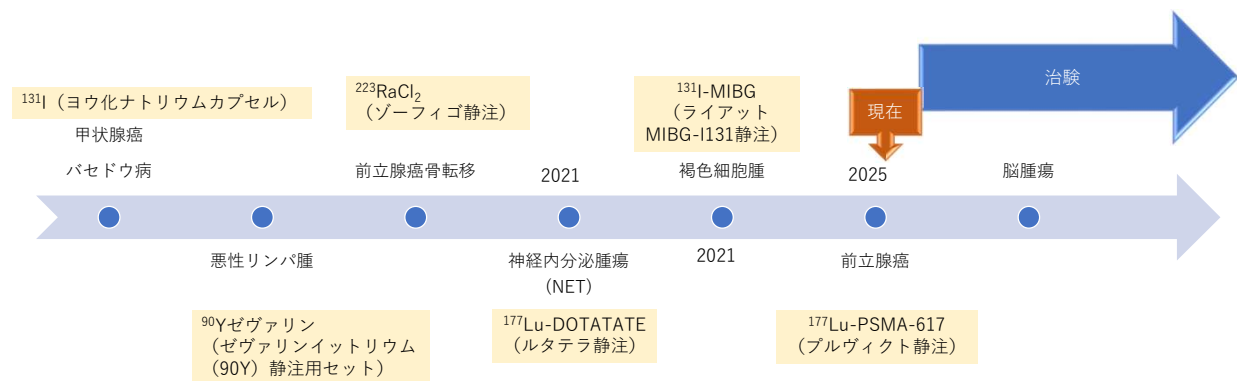 治験
¹³¹I（ヨウ化ナトリウムカプセル）
甲状腺癌
バセドウ病
²²³RaCl₂
（ゾーフィゴ静注）
前立腺癌骨転移
2021
¹³¹I-MIBG
（ライアット
MIBG-I131静注）
褐色細胞腫
現在
2025
脳腫瘍
悪性リンパ腫
⁹⁰Yゼヴァリン
（ゼヴァリンイットリウム
（90Y）静注用セット）
神経内分泌腫瘍
(NET)
¹⁷⁷Lu-DOTATATE
（ルタテラ静注）
2021
前立腺癌
¹⁷⁷Lu-PSMA-617
（プルヴィクト静注）